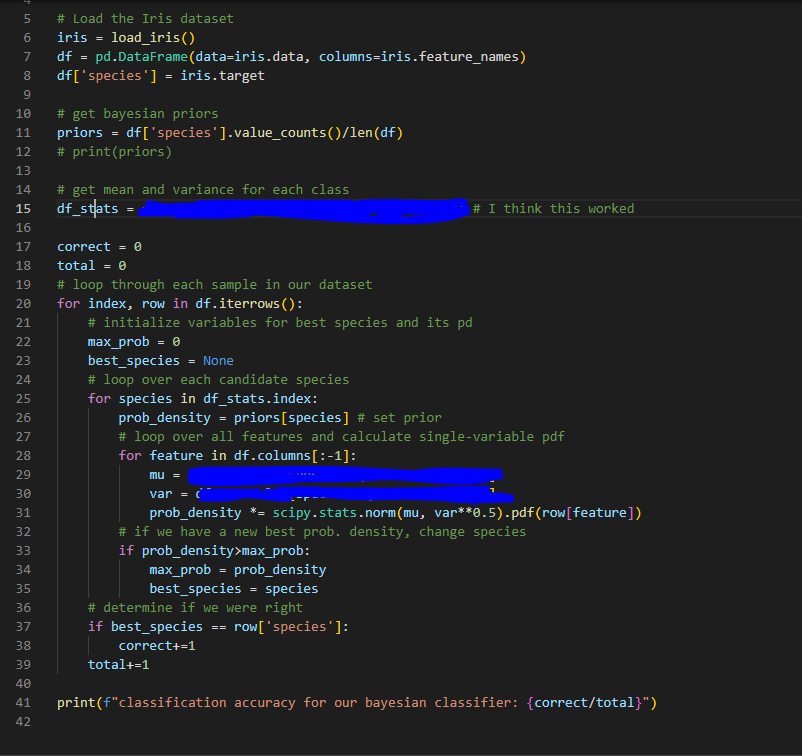 5 # Load the Iris dataset
6 iris = load_iris()
7 df = pd.DataFrame(data=iris.data, columns=iris.feature_names)
8 df['species'] = iris.target
9
10 # get bayesian priors
11 priors = df['species'].value_counts()/len(df)
12 # print(priors)
13
14 # get mean and variance for each class
15 df_stats = # I think this worked
16
17 correct = 0
18 total = 0
19 # loop through each sample in our dataset
20 for index, row in df.iterrows():
21     # initialize variables for best species and its pd
22     max_prob = 0
23     best_species = None
24     # loop over each candidate species
25     for species in df_stats.index:
26         prob_density = priors[species] # set prior
27         # loop over all features and calculate single-variable pdf
28         for feature in df.columns[:-1]:
29             mu =
30             var =
31             prob_density *= scipy.stats.norm(mu, var**0.5).pdf(row[feature])
32         # if we have a new best prob. density, change species
33         if prob_density>max_prob:
34             max_prob = prob_density
35             best_species = species
36     # determine if we were right
37     if best_species == row['species']:
38         correct+=1
39     total+=1
40
41 print(f"classification accuracy for our bayesian classifier: {correct/total}")
42